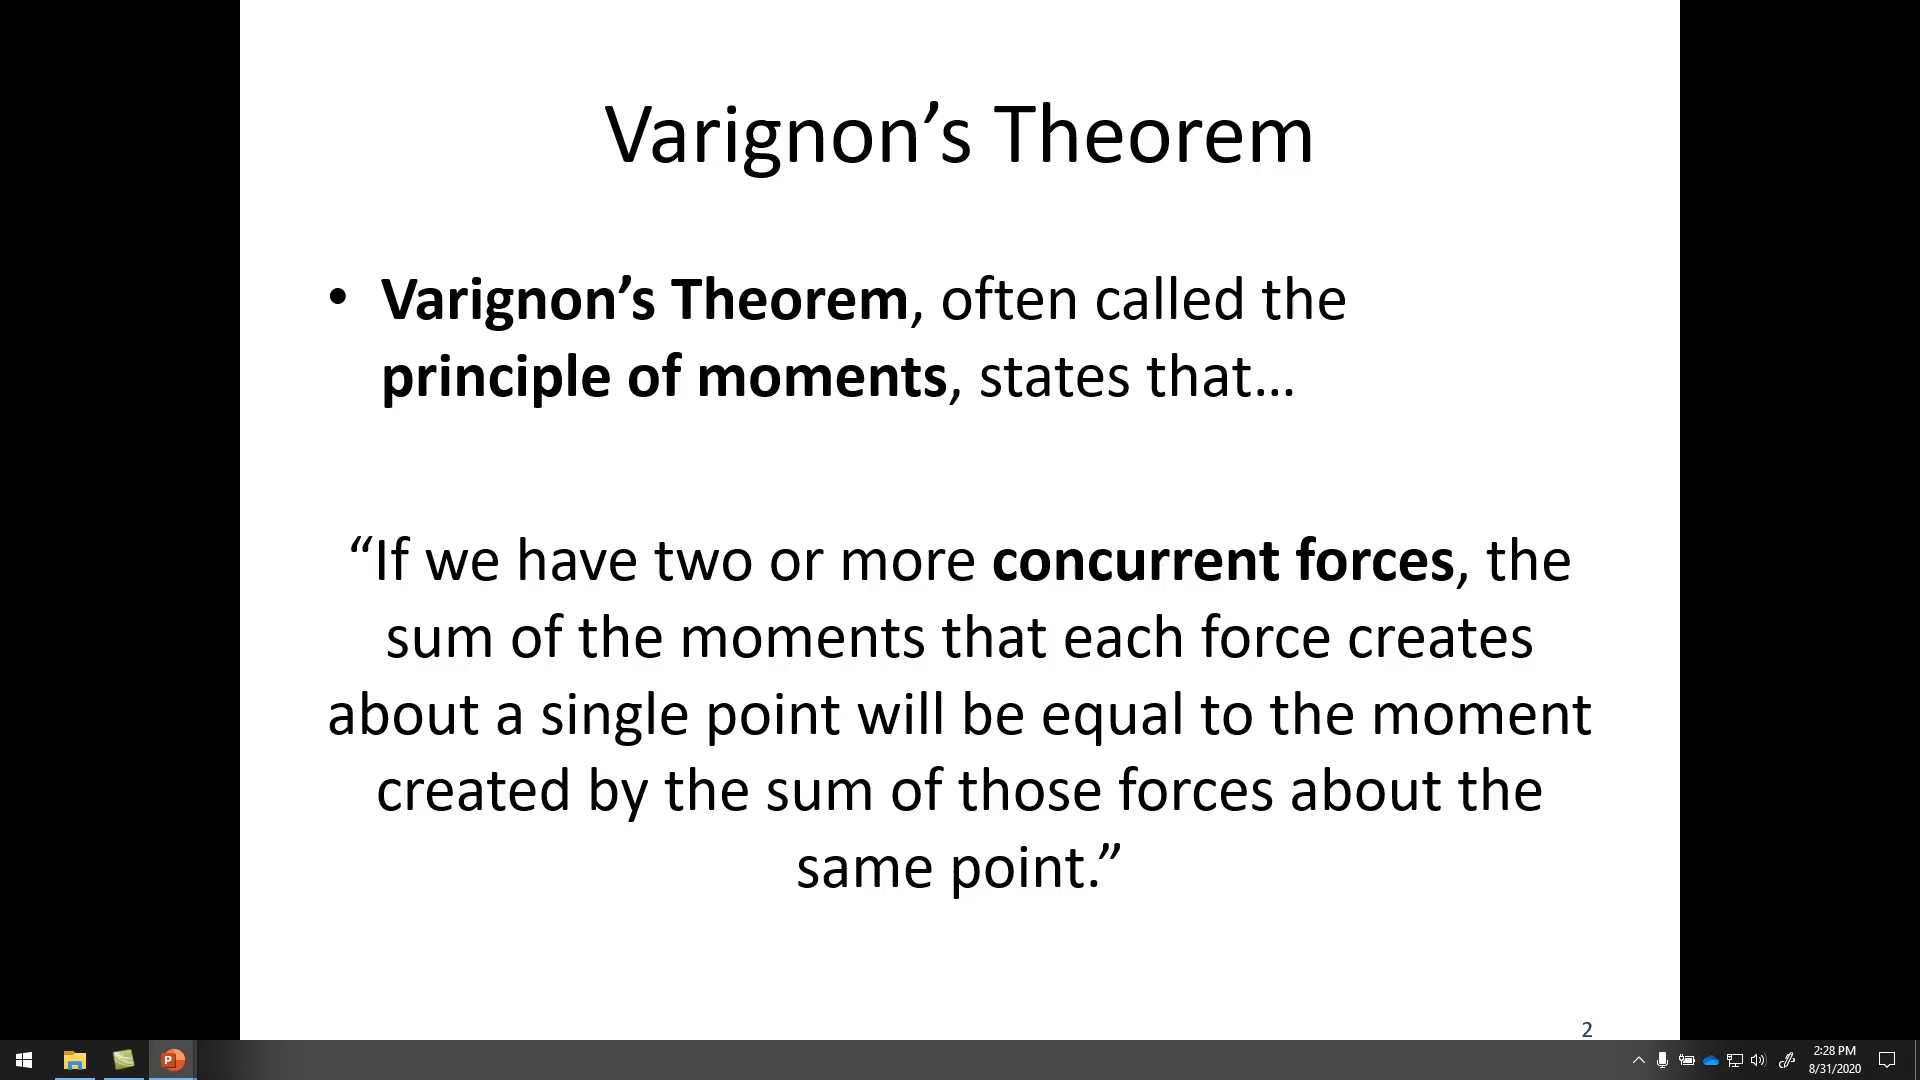 Varignon’s Theorem
• Varignon’s Theorem, often called the
principle of moments, states that…
“If we have two or more concurrent forces, the
sum of the moments that each force creates
about a single point will be equal to the moment
created by the sum of those forces about the
same point.”
2
P
2:28 PM
8/31/2020